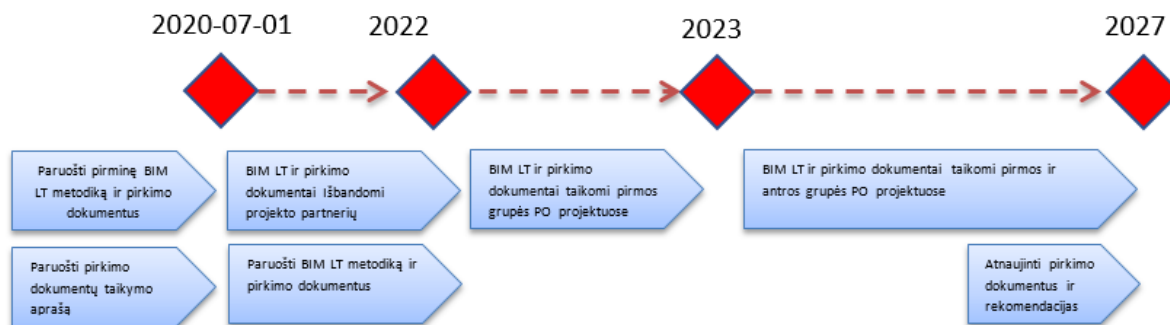 2020-07-01
2022
2023
2027
Paruošti pirminę BIM
LT metodiką ir pirkimo
dokumentus
BIM LT ir pirkimo
dokumentai Išbandomi
projekto partnerių
BIM LT ir pirkimo
dokumentai taikomi pirmos
grupės PO projektuose
BIM LT ir pirkimo dokumentai taikomi pirmos ir
antros grupės PO projektuose
Paruošti pirkimo
dokumentų taikymo
aprašą
Paruošti BIM LT metodiką ir
pirkimo dokumentus
Atnaujinti pirkimo
dokumentus ir
rekomendacijas